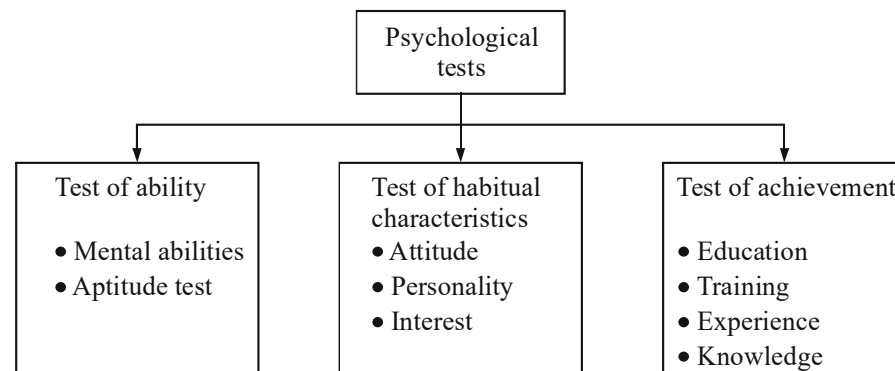 Psychological
tests
Test of ability
• Mental abilities
• Aptitude test
Test of habitual
characteristics
• Attitude
• Personality
• Interest
Test of achievement
• Education
• Training
• Experience
• Knowledge